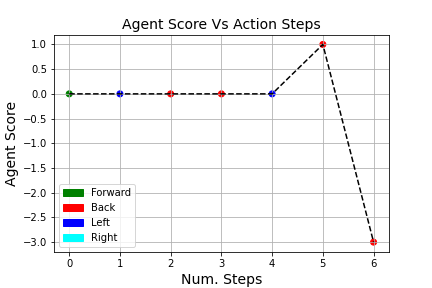 Agent Score Vs Action Steps
Agent Score
1.0
0.5
0.0
−0.5
−1.0
−1.5
−2.0
−2.5
−3.0
Forward
Back
Left
Right
0 1 2 3 4 5 6
Num. Steps